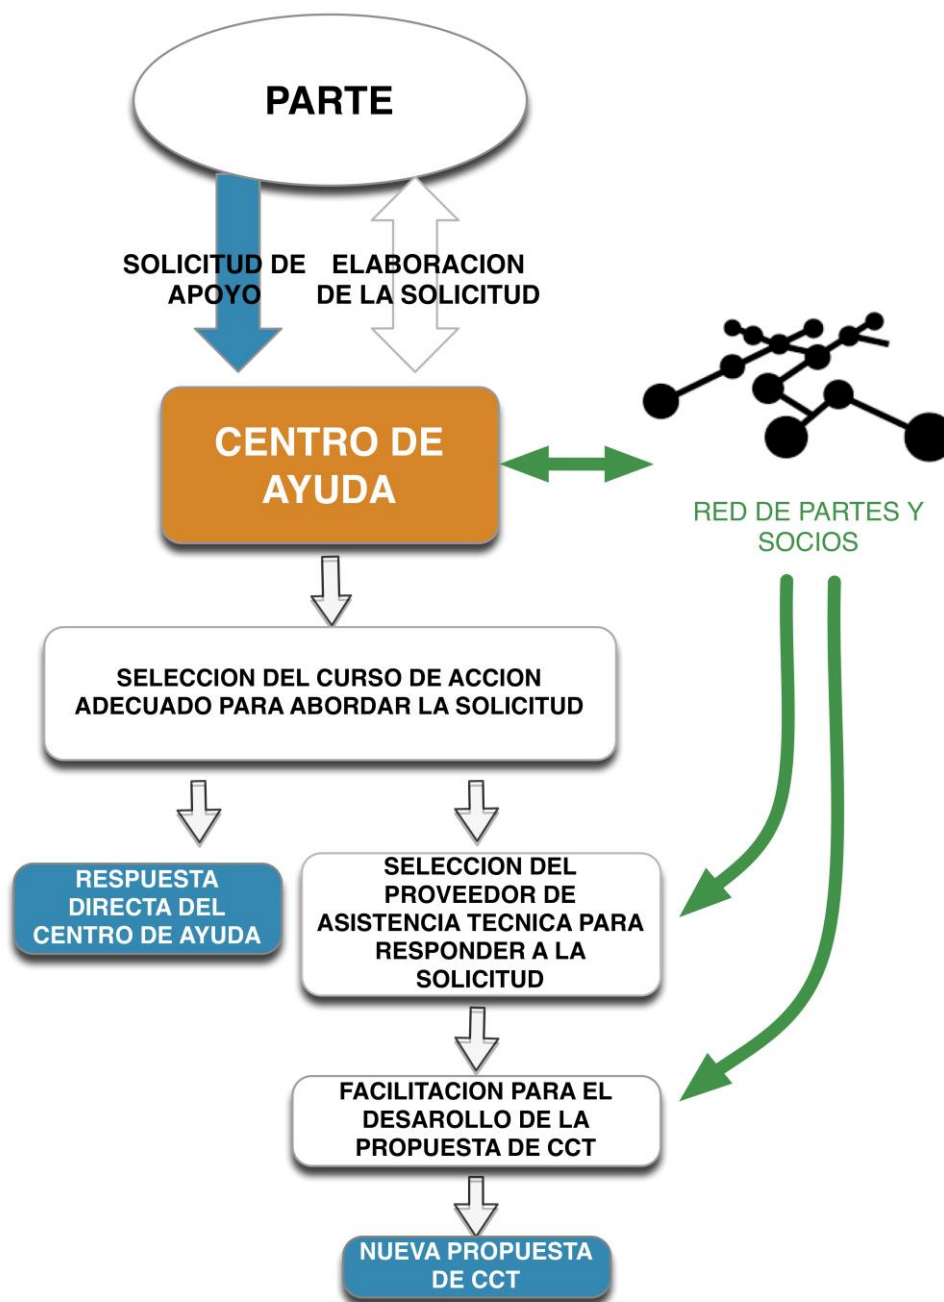 PARTE
SOLICITUD DE
APOYO
ELABORACION
DE LA SOLICITUD
CENTRO DE
AYUDA
RED DE PARTES Y
SOCIOS
SELECCION DEL CURSO DE ACCION
ADECUADO PARA ABORDAR LA SOLICITUD
RESPUESTA
DIRECTA DEL
CENTRO DE AYUDA
SELECCION DEL
PROVEEDOR DE
ASISTENCIA TECNICA PARA
RESPONDER A LA
SOLICITUD
FACILITACION PARA EL
DESAROLLO DE LA
PROPUESTA DE CCT
NUEVA PROPUESTA
DE CCT